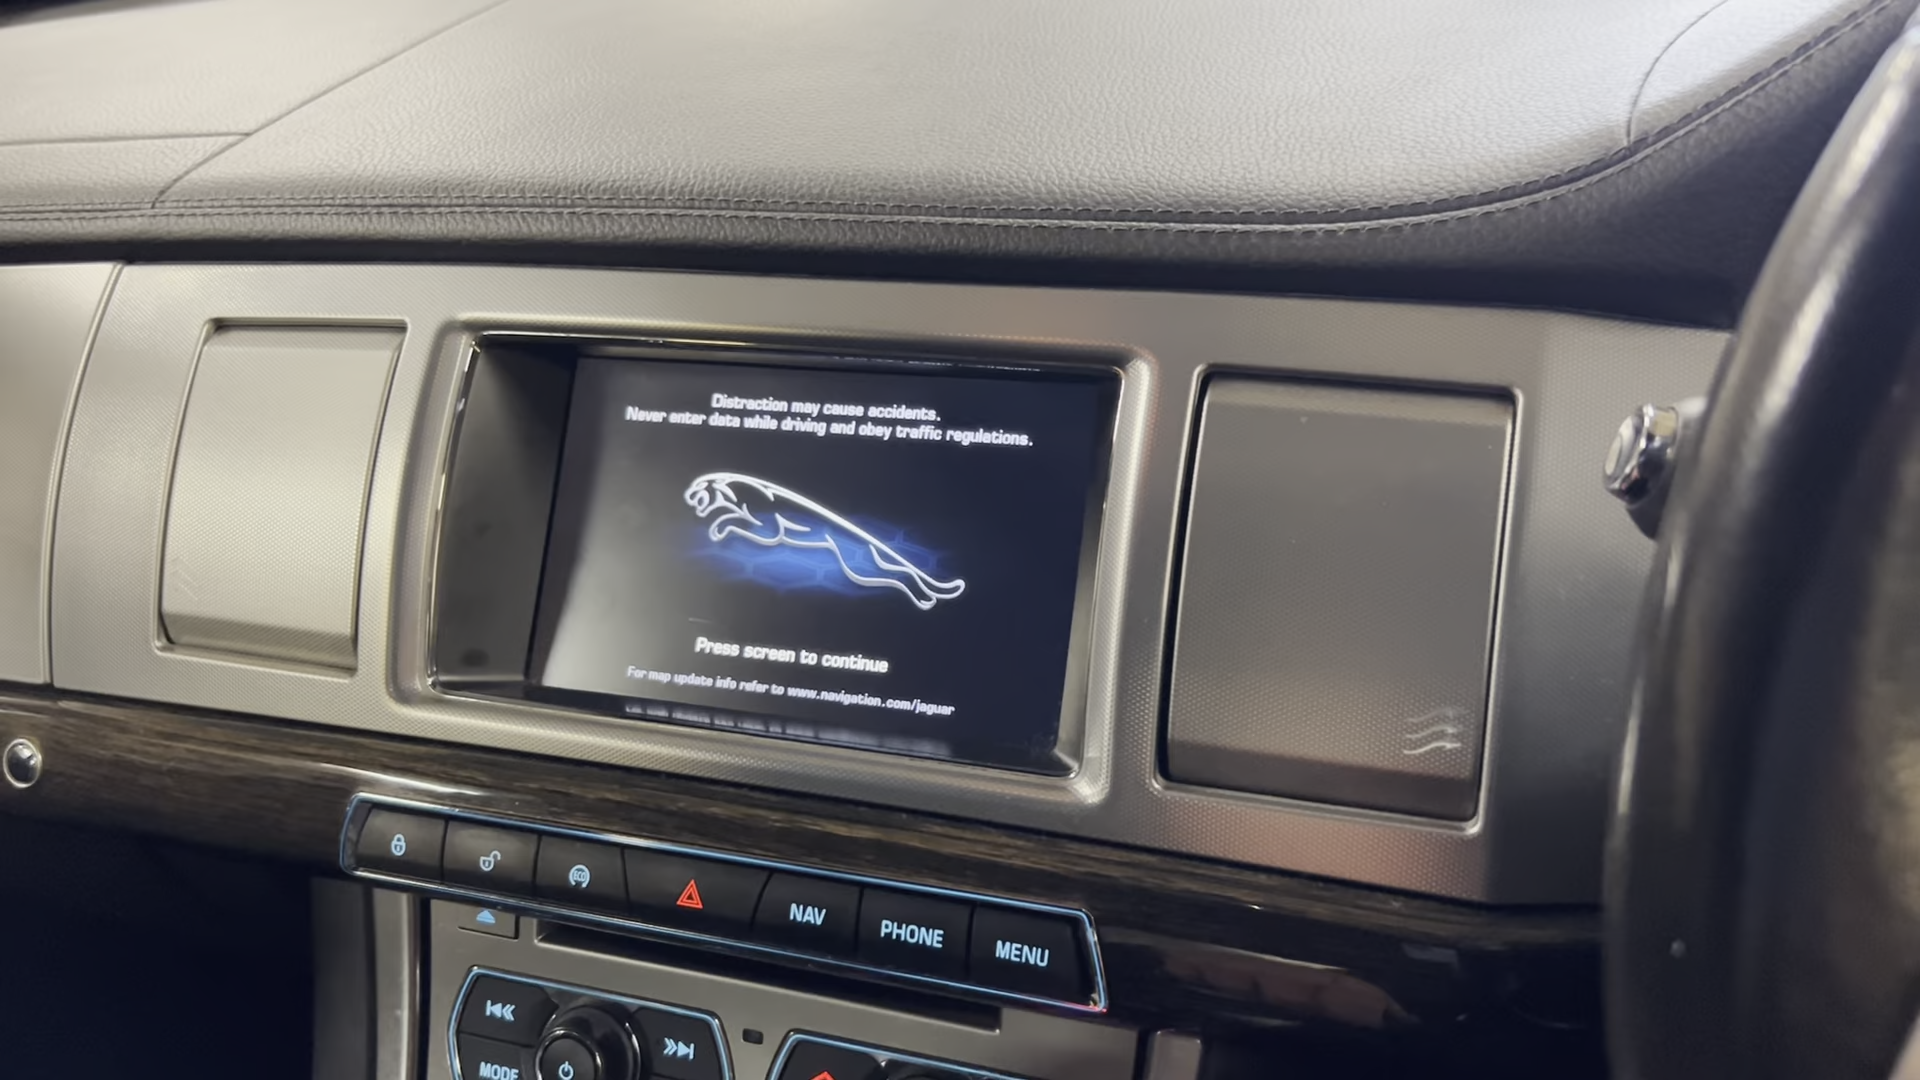 Distraction may cause accidents.
Never enter data while driving and obey traffic regulations.
Press screen to continue
For map update info refer to www.navigation.com/jaguar
ECO
NAV
PHONE
MENU
MODE